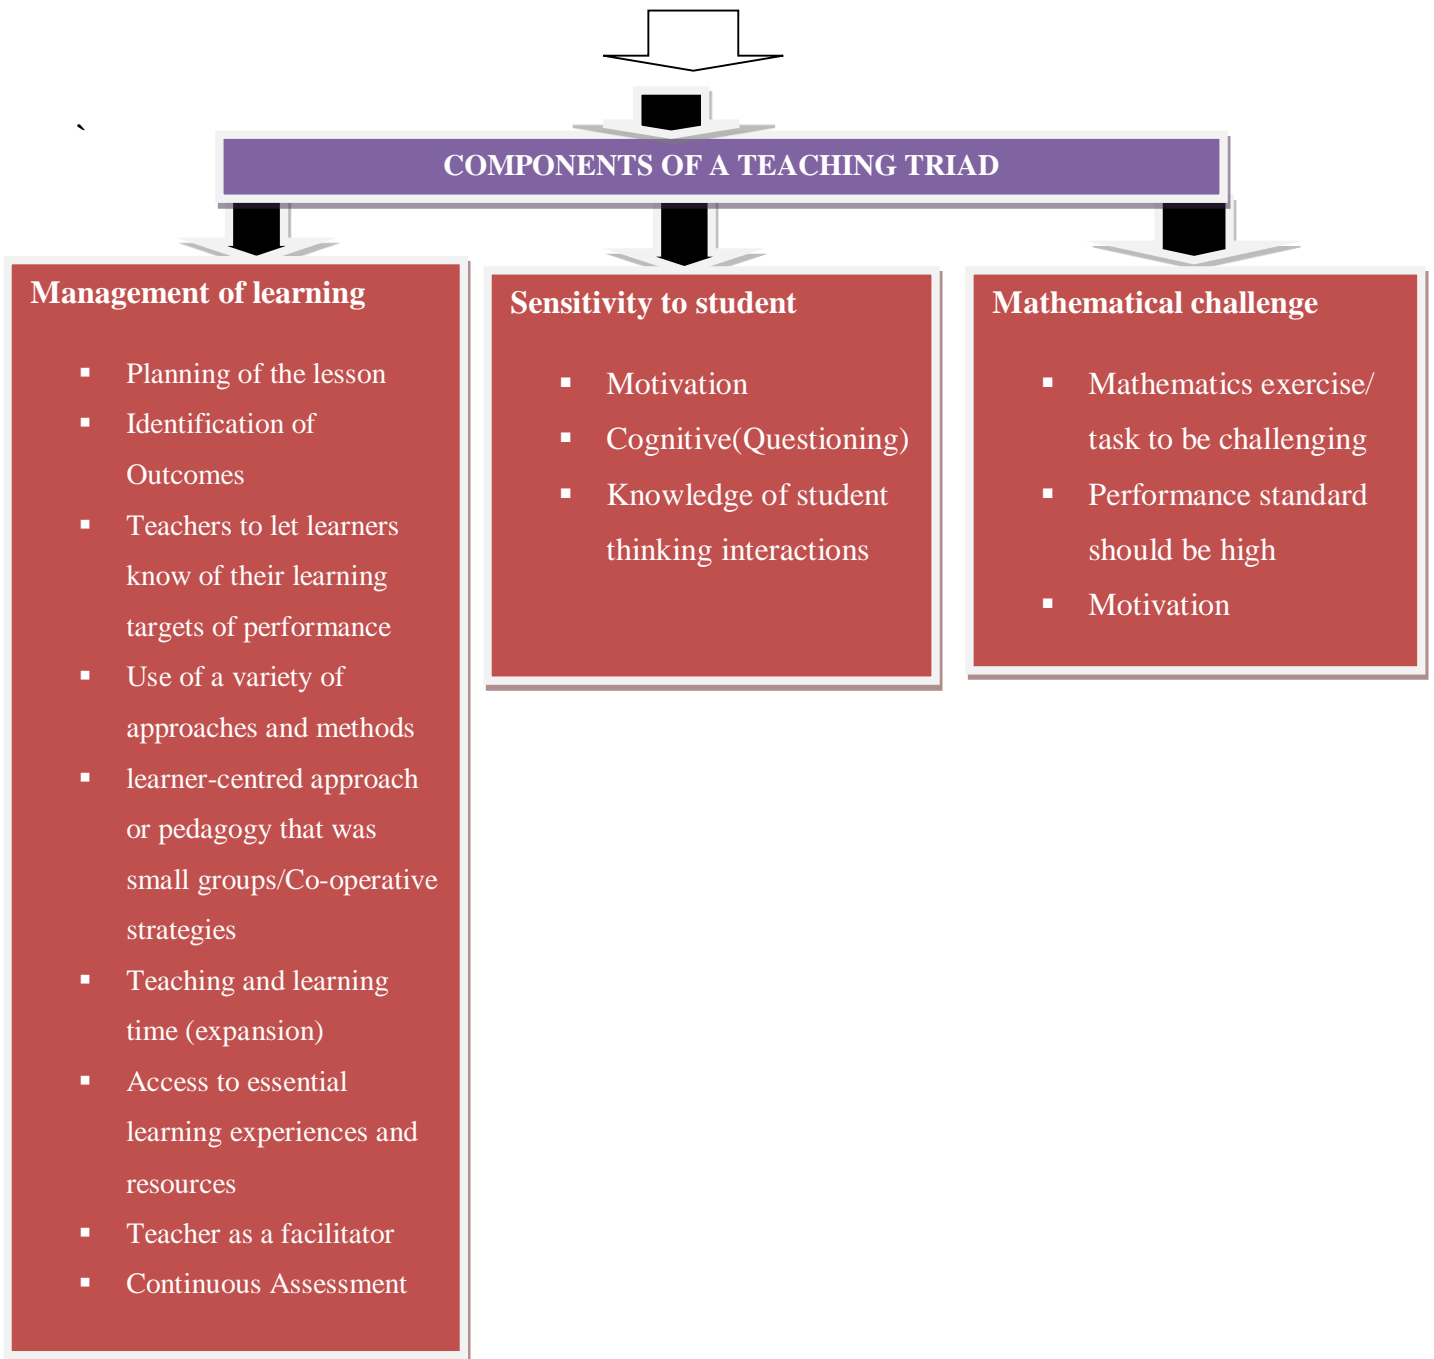 `
COMPONENTS OF A TEACHING TRIAD
Management of learning
▪ Planning of the lesson
▪ Identification of
Outcomes
▪ Teachers to let learners
know of their learning
targets of performance
▪ Use of a variety of
approaches and methods
▪ learner-centred approach
or pedagogy that was
small groups/Co-operative
strategies
▪ Teaching and learning
time (expansion)
▪ Access to essential
learning experiences and
resources
▪ Teacher as a facilitator
▪ Continuous Assessment
Sensitivity to student
▪ Motivation
▪ Cognitive(Questioning)
▪ Knowledge of student
thinking interactions
Mathematical challenge
▪ Mathematics exercise/
task to be challenging
▪ Performance standard
should be high
▪ Motivation